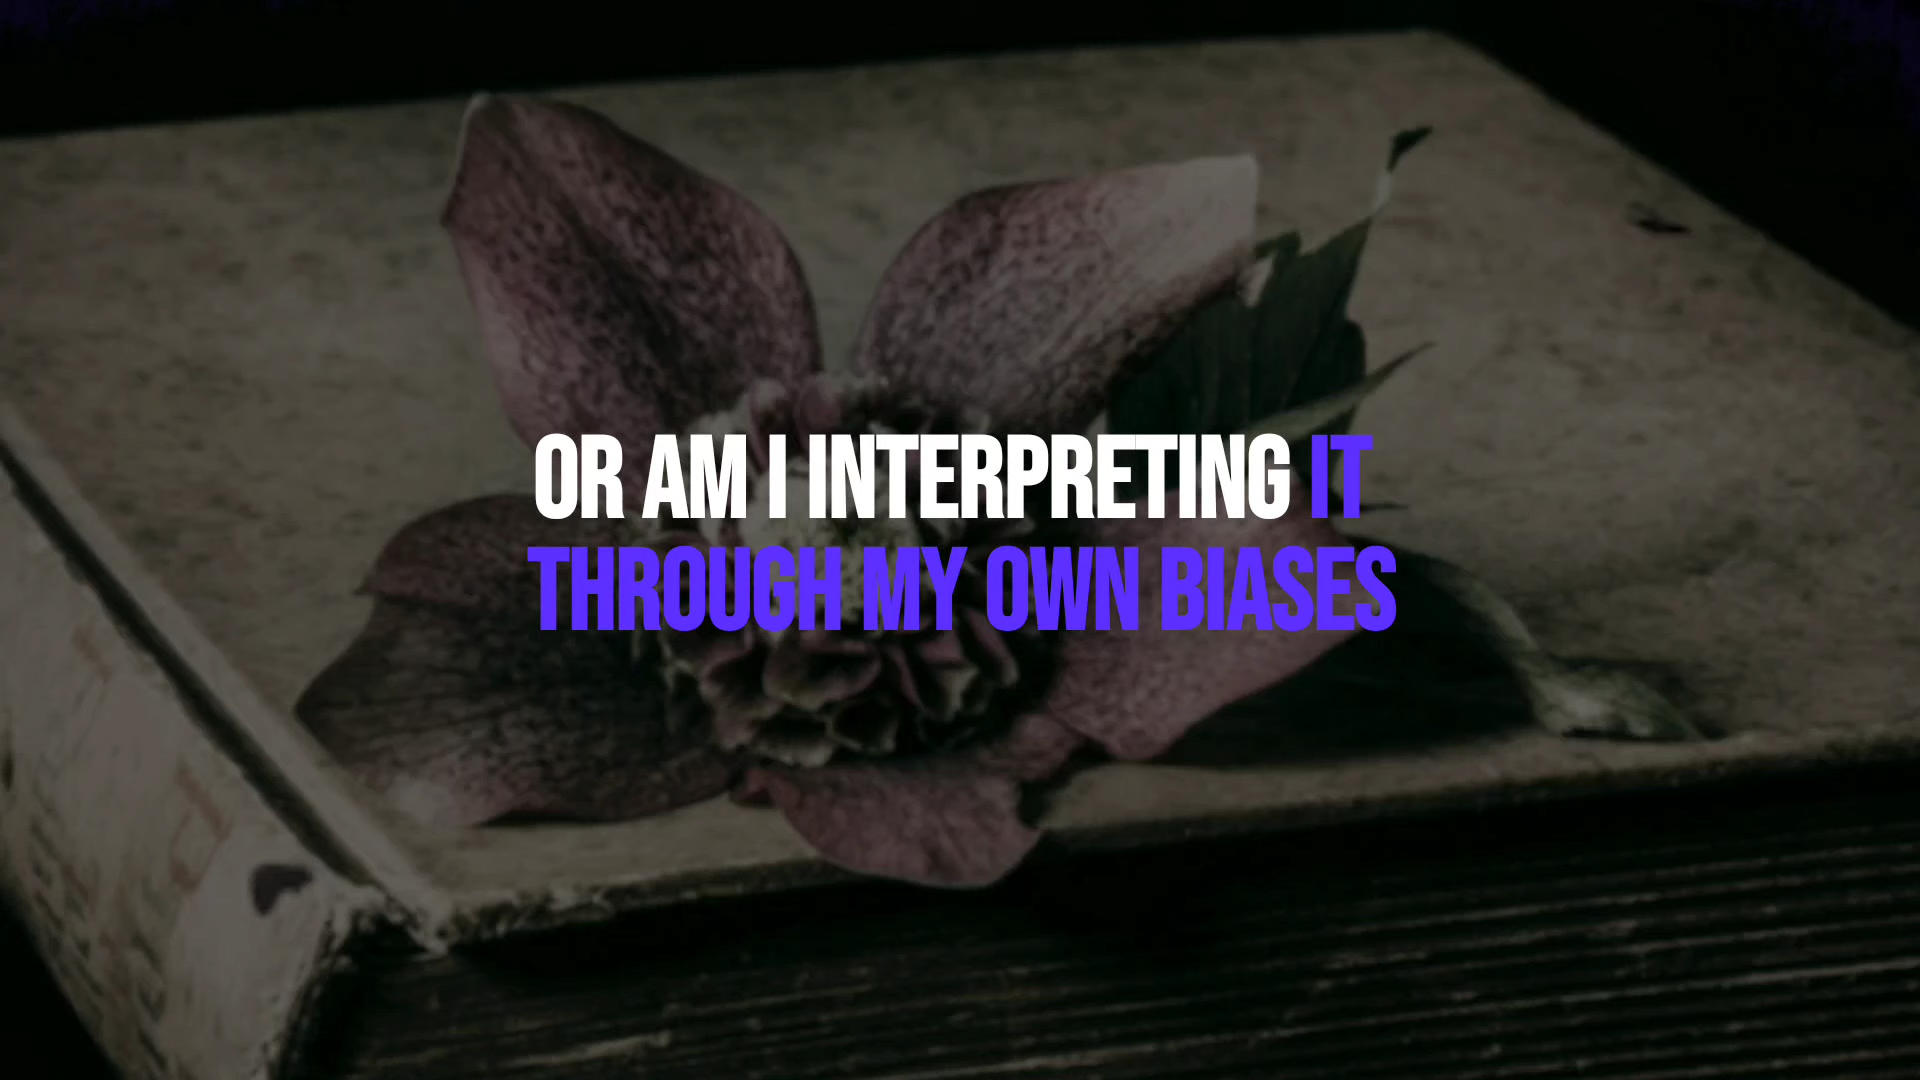 OR AM I INTERPRETING IT
THROUGH MY OWN BIASES